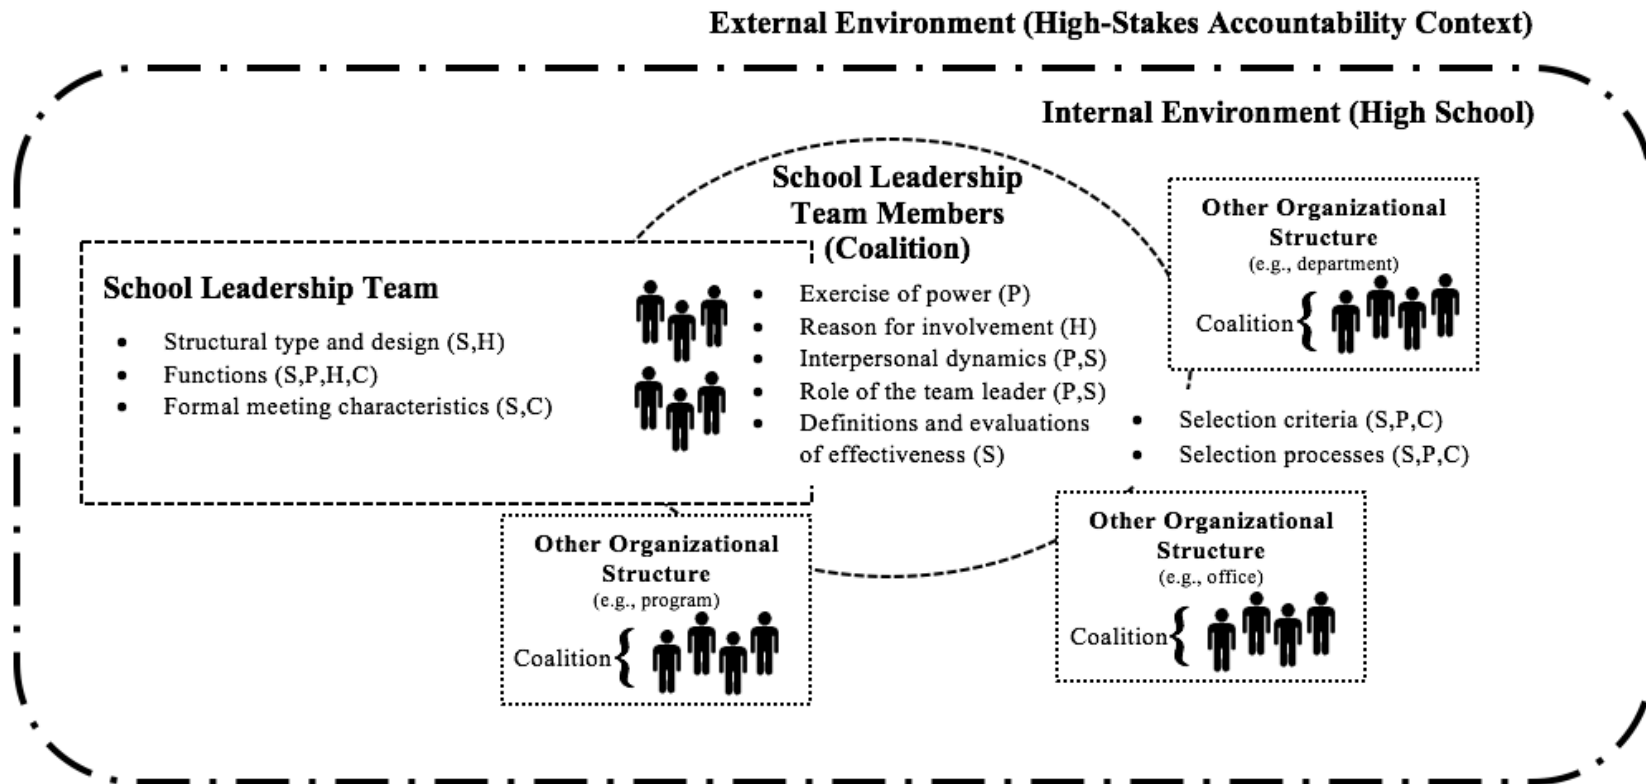 External Environment (High-Stakes Accountability Context)
Internal Environment (High School)
School Leadership
Team Members
(Coalition)
• Exercise of power (P)
• Reason for involvement (H)
• Interpersonal dynamics (P,S)
• Role of the team leader (P,S)
• Definitions and evaluations
of effectiveness (S)
School Leadership Team
• Structural type and design (S,H)
• Functions (S,P,H,C)
• Formal meeting characteristics (S,C)
Other Organizational
Structure
(e.g., department)
Coalition {
• Selection criteria (S,P,C)
• Selection processes (S,P,C)
Other Organizational
Structure
(e.g., program)
Coalition {
Other Organizational
Structure
(e.g., office)
Coalition {